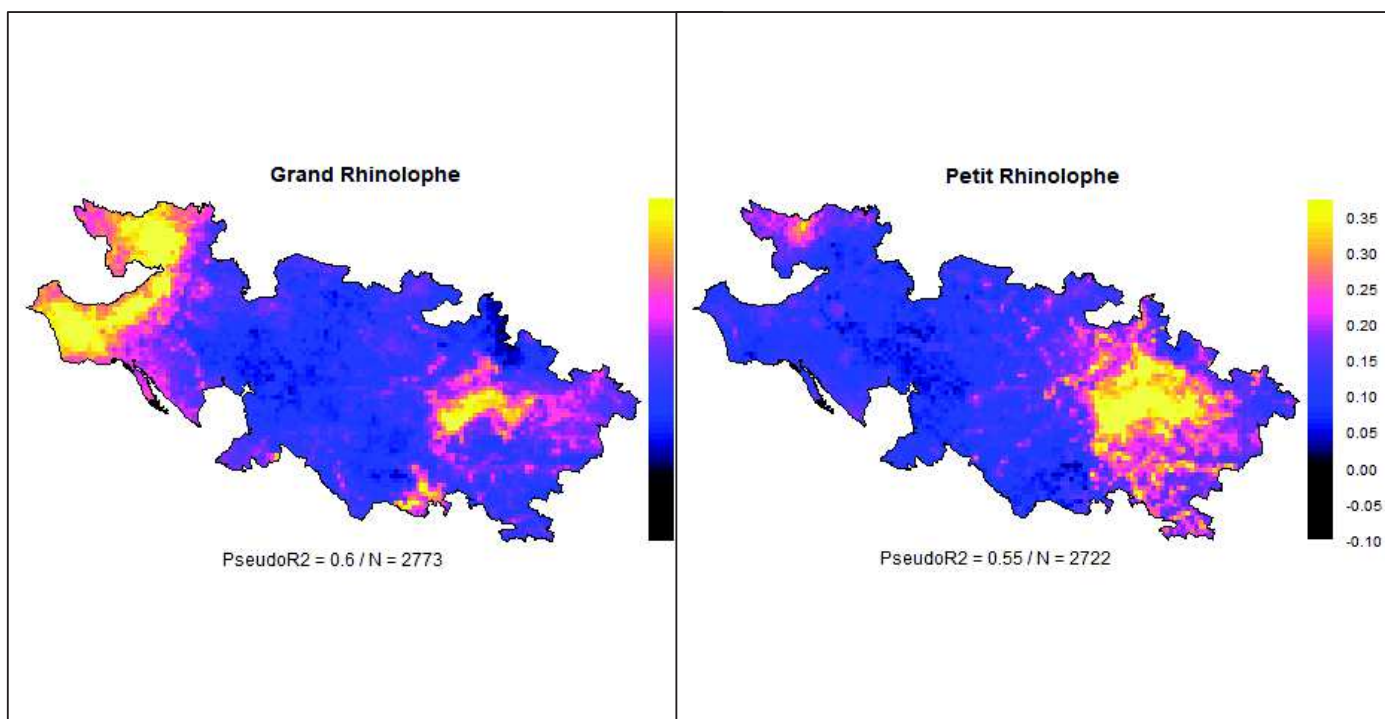 Grand Rhinolophe
PseudoR2 = 0.6 / N = 2773
Petit Rhinolophe
0.35
0.30
0.25
0.20
0.15
0.10
0.05
0.00
-0.05
-0.10
PseudoR2 = 0.55 / N = 2722